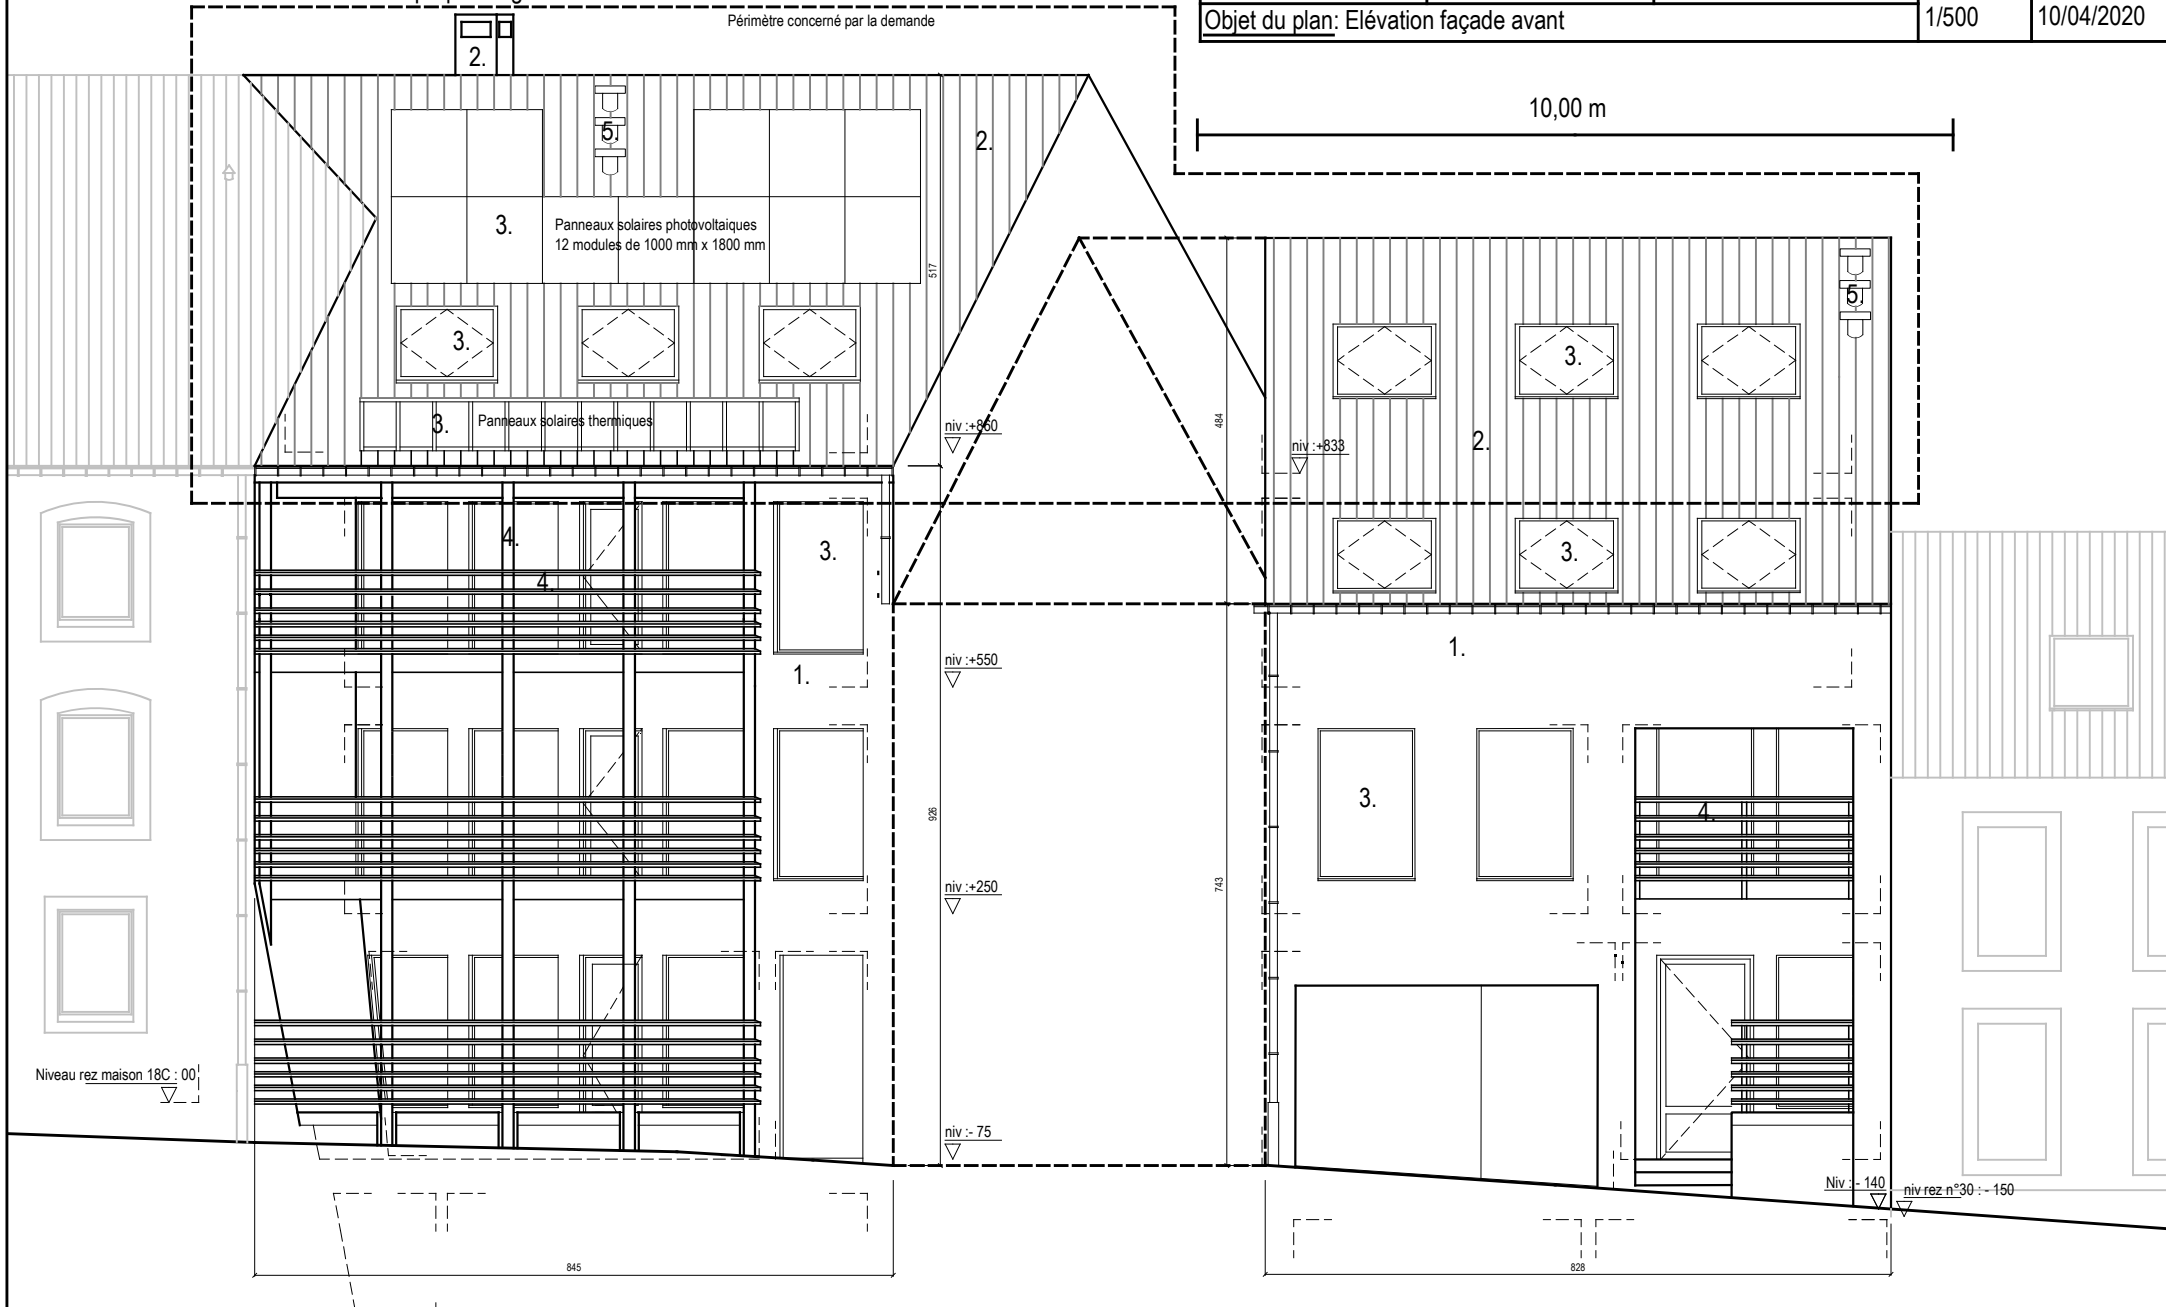 Périmètre concerné par la demande
Objet du plan: Elévation façade avant
1/500
10/04/2020
10,00 m
2.
5.
2.
3.
Panneaux solaires photovoltaiques
12 modules de 1000 mm x 1800 mm
517
5.
3.
3.
3.
Panneaux solaires thermiques
niv :+860
484
niv :+833
2.
4.
3.
3.
4.
1.
niv :+550
1.
3.
4.
926
niv :+250
743
Niveau rez maison 18C : 00
niv :- 75
Niv : - 140
niv rez n°30 : - 150
845
828